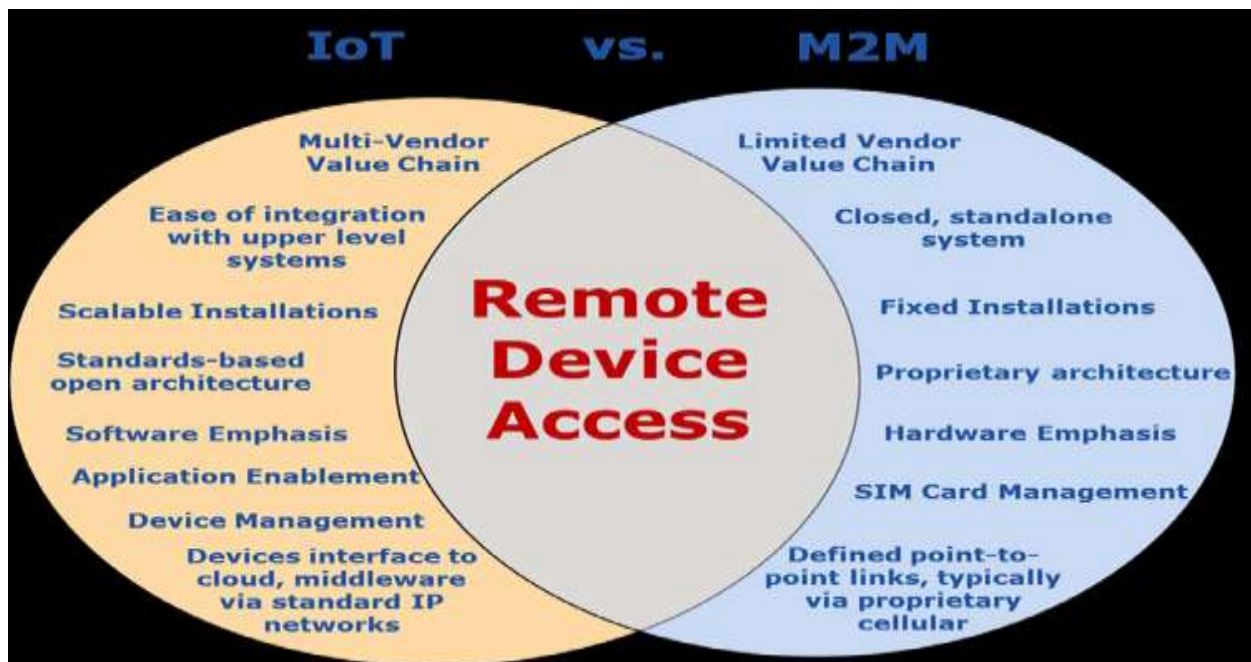 IoT vs. M2M
Multi-Vendor
Value Chain
Ease of integration
with upper level
systems
Scalable Installations
Standards-based
open architecture
Software Emphasis
Application Enablement
Device Management
Devices interface to
cloud, middleware
via standard IP
networks
Remote
Device
Access
Limited Vendor
Value Chain
Closed, standalone
system
Fixed Installations
Proprietary architecture
Hardware Emphasis
SIM Card Management
Defined point-to-
point links, typically
via proprietary
cellular